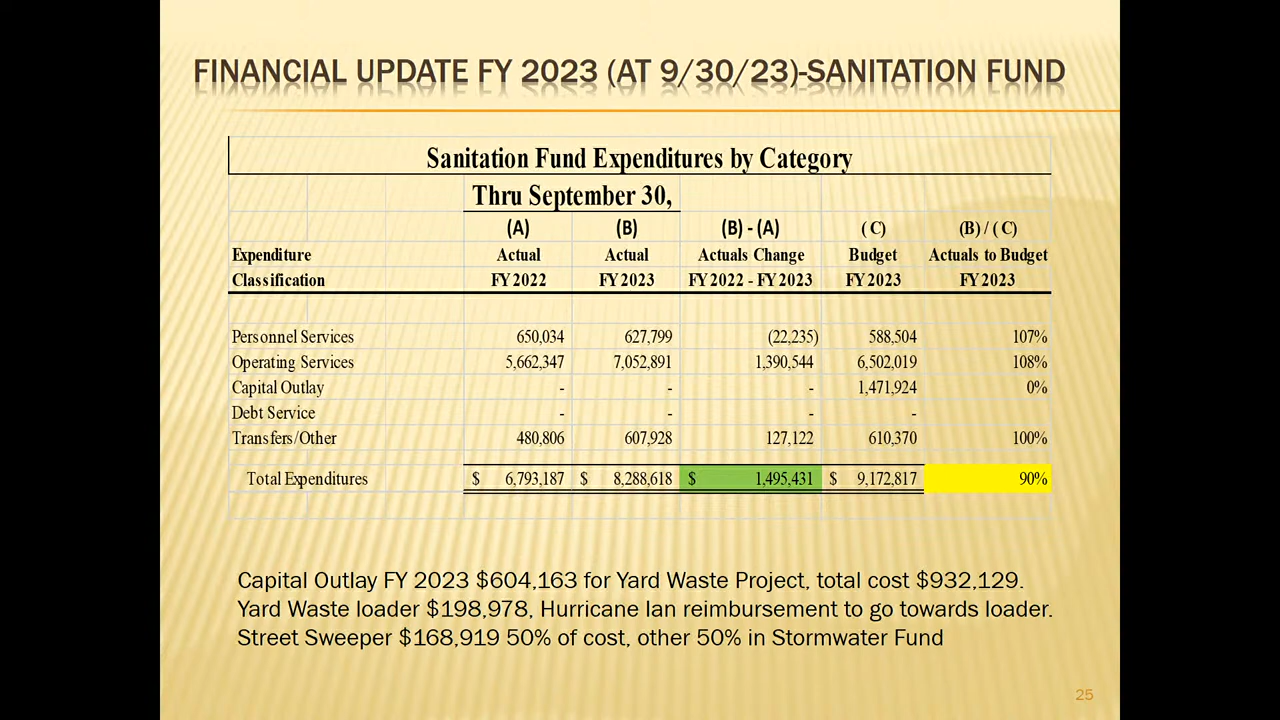 FINANCIAL UPDATE FY 2023 (AT 9/30/23)-SANITATION FUND
Sanitation Fund Expenditures by Category
Thru September 30,
(A) (B) (B) - (A) ( C) (B) / ( C)
Expenditure Actual Actual Actuals Change Budget Actuals to Budget
Classification FY 2022 FY 2023 FY 2022 - FY 2023 FY 2023 FY 2023
Personnel Services 650,034 627,799 (22,235) 588,504 107%
Operating Services 5,662,347 7,052,891 1,390,544 6,502,019 108%
Capital Outlay - - - 1,471,924 0%
Debt Service - - - -
Transfers/Other 480,806 607,928 127,122 610,370 100%
Total Expenditures $ 6,793,187 $ 8,288,618 $ 1,495,431 $ 9,172,817 90%
Capital Outlay FY 2023 $604,163 for Yard Waste Project, total cost $932,129.
Yard Waste loader $198,978, Hurricane Ian reimbursement to go towards loader.
Street Sweeper $168,919 50% of cost, other 50% in Stormwater Fund
25